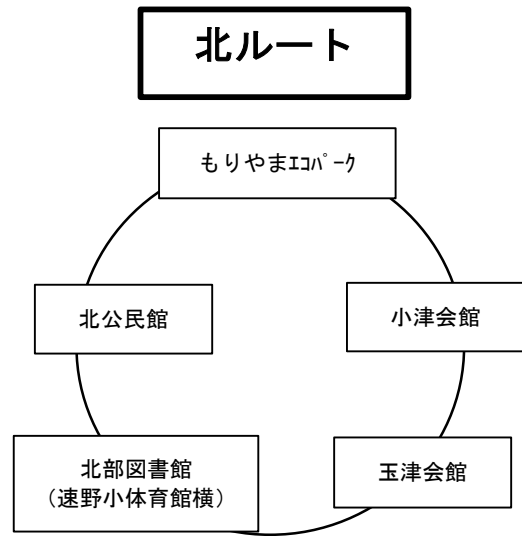 北ルート
もりやまｴｺﾊﾟｰｸ
北公民館
小津会館
北部図書館
（速野小体育館横）
玉津会館